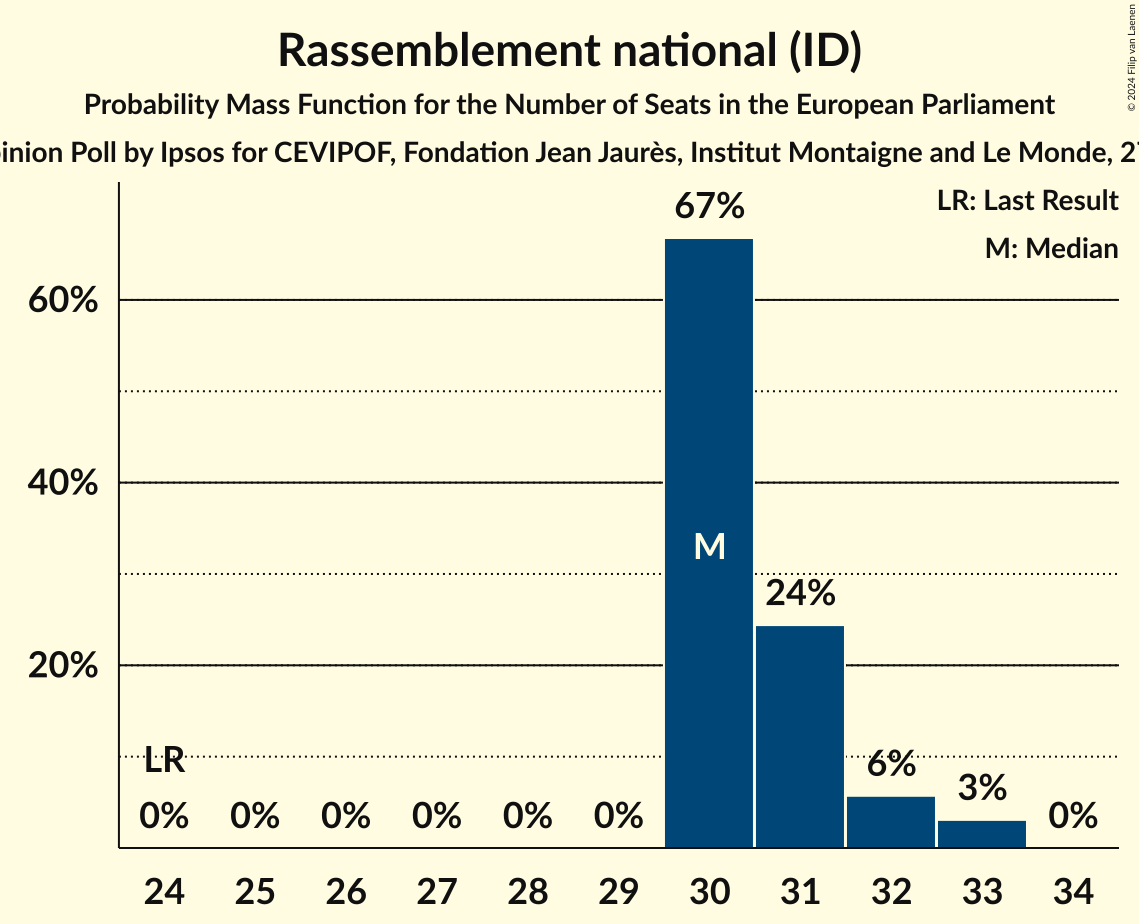 Rassemblement national (ID)
Probability Mass Function for the Number of Seats in the European Parliament
Poll by Ipsos for CEVIPOF, Fondation Jean Jaurès, Institut Montaigne and Le Monde,
© 2024 Filip van Laenen
LR: Last Result
M: Median
67%
60%
40%
M
24%
20%
LR
6%
3%
0% 0% 0% 0% 0% 0% 0%
24 25 26 27 28 29 30 31 32 33 34